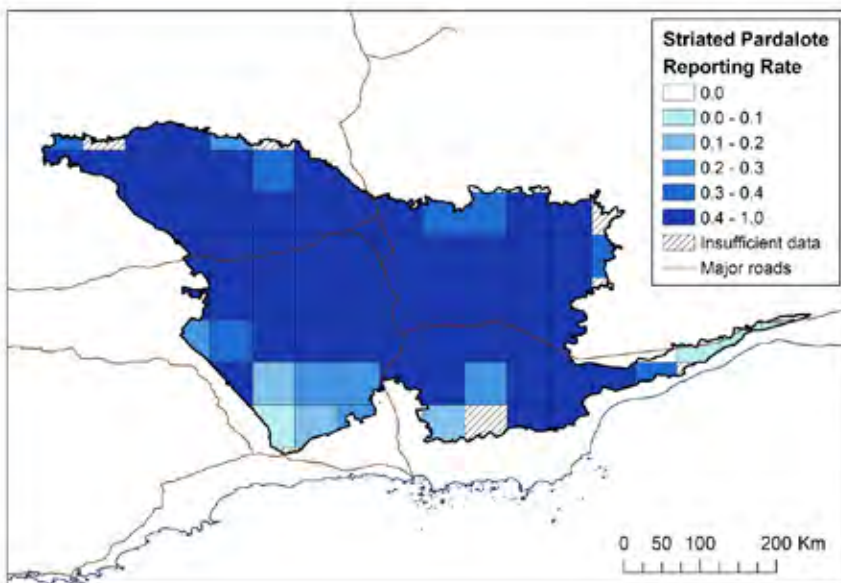 Striated Pardalote
Reporting Rate
0.0
0.0 - 0.1
0.1 - 0.2
0.2 - 0.3
0.3 - 0.4
0.4 - 1.0
Insufficient data
Major roads
0 50 100 200 Km